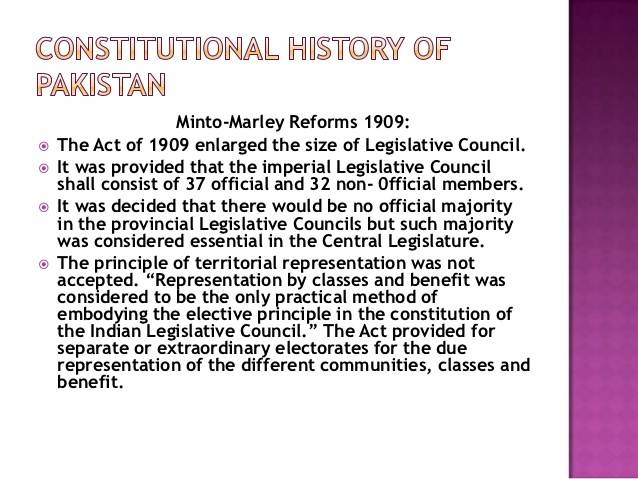 CONSTITUTIONAL HISTORY OF
PAKISTAN
Minto-Marley Reforms 1909:
The Act of 1909 enlarged the size of Legislative Council.
It was provided that the imperial Legislative Council
shall consist of 37 official and 32 non- 0fficial members.
It was decided that there would be no official majority
in the provincial Legislative Councils but such majority
was considered essential in the Central Legislature.
The principle of territorial representation was not
accepted. “Representation by classes and benefit was
considered to be the only practical method of
embodying the elective principle in the constitution of
the Indian Legislative Council.” The Act provided for
separate or extraordinary electorates for the due
representation of the different communities, classes and
benefit.